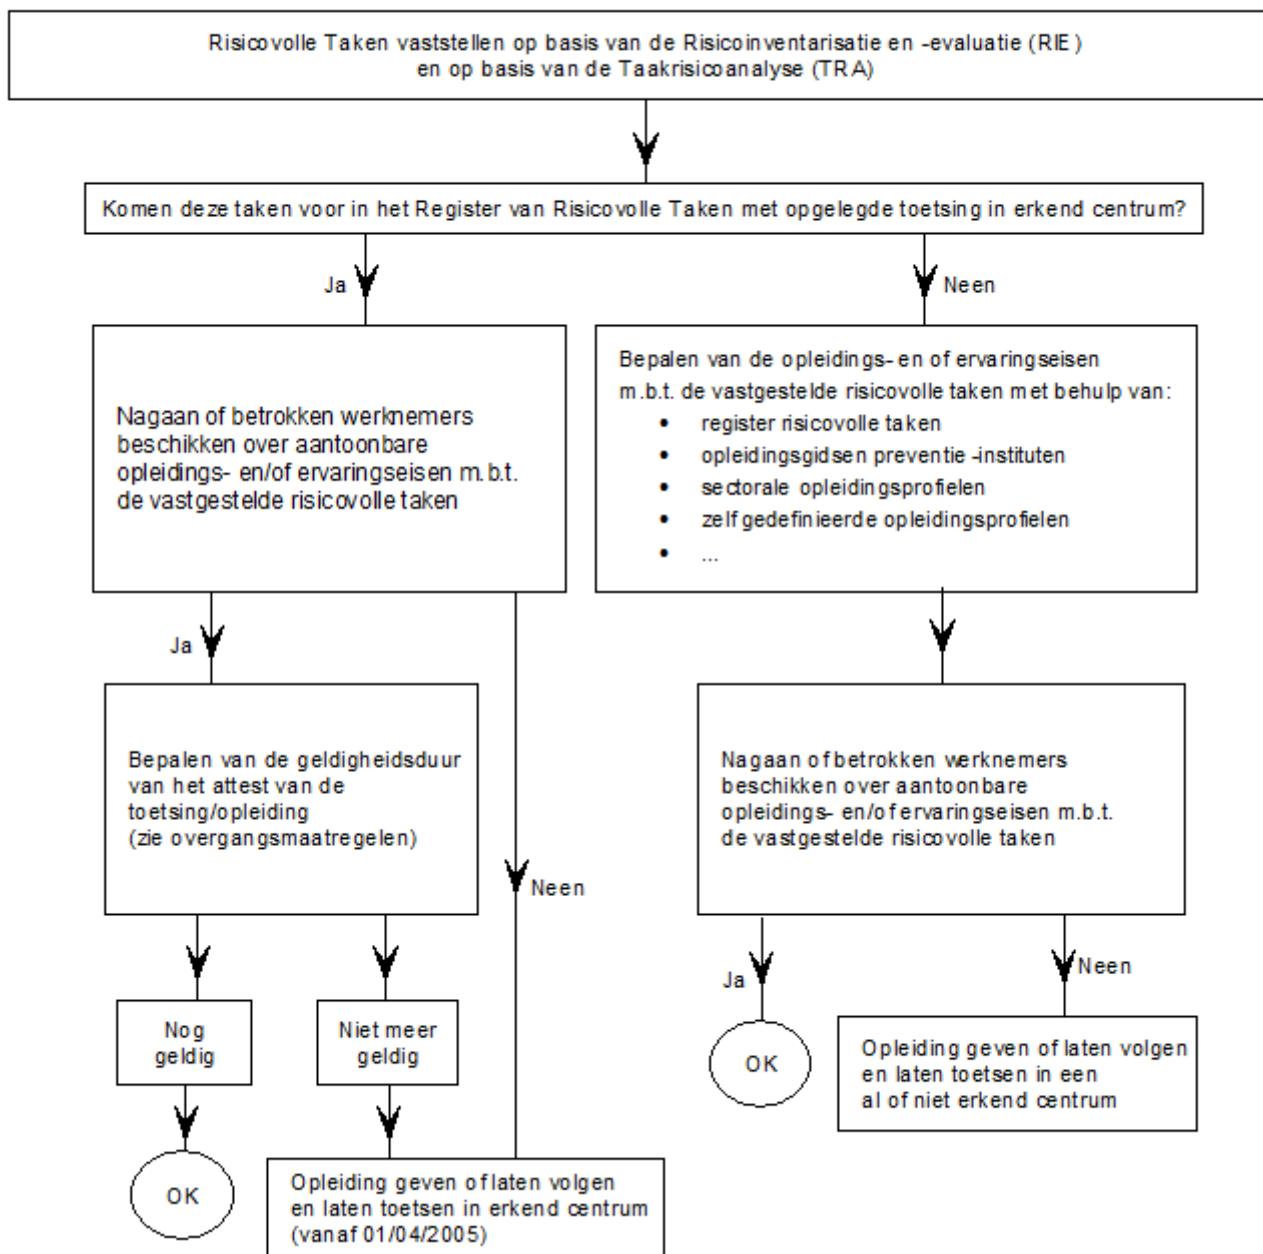 Risicovolle Taken vaststellen op basis van de Risicoinventarisatie en -evaluatie (RIE)
en op basis van de Taakrisicoanalyse (TRA)
Komen deze taken voor in het Register van Risicovolle Taken met opgelegde toetsing in erkend centrum?
Ja
Neen
Nagaan of betrokken werknemers
beschikken over aantoonbare
opleidings- en/of ervaringseisen m.b.t.
de vastgestelde risicovolle taken
Bepalen van de opleidings- en of ervaringseisen
m.b.t. de vastgestelde risicovolle taken met behulp van:
• register risicovolle taken
• opleidingsgidsen preventie -instituten
• sectorale opleidingsprofielen
• zelf gedefinieerde opleidingsprofielen
• ...
Ja
Neen
Bepalen van de geldigheidsduur
van het attest van de
toetsing/opleiding
(zie overgangsmaatregelen)
Nagaan of betrokken werknemers
beschikken over aantoonbare
opleidings- en/of ervaringseisen m.b.t.
de vastgestelde risicovolle taken
Ja
Neen
Nog
geldig
Niet meer
geldig
OK
Opleiding geven of laten volgen
en laten toetsen in een
al of niet erkend centrum
OK
Opleiding geven of laten volgen
en laten toetsen in erkend centrum
(vanaf 01/04/2005)